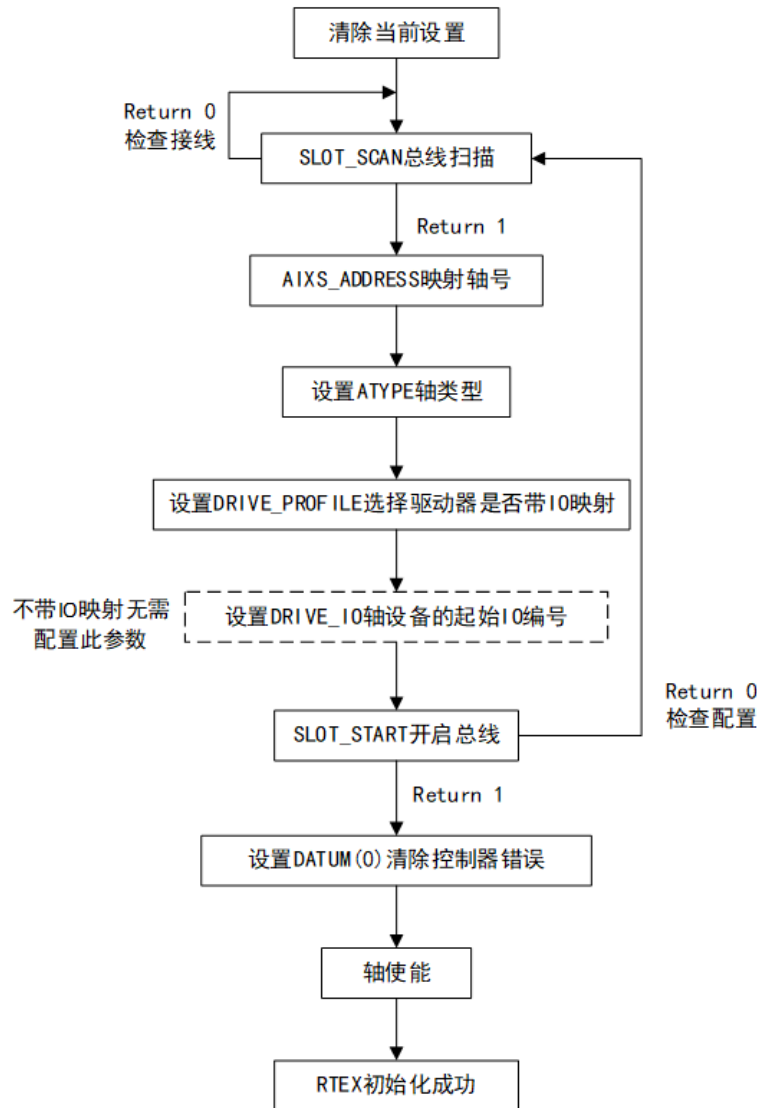 清除当前设置
Return 0
检查接线
SLOT_SCAN总线扫描
Return 1
AIXS_ADDRESS映射轴号
设置ATYPE轴类型
设置DRIVE_PROFILE选择驱动器是否带IO映射
不带IO映射无需
配置此参数
设置DRIVE_IO轴设备的起始IO编号
Return 0
检查配置
SLOT_START开启总线
Return 1
设置DATUM(0)清除控制器错误
轴使能
RTEX初始化成功